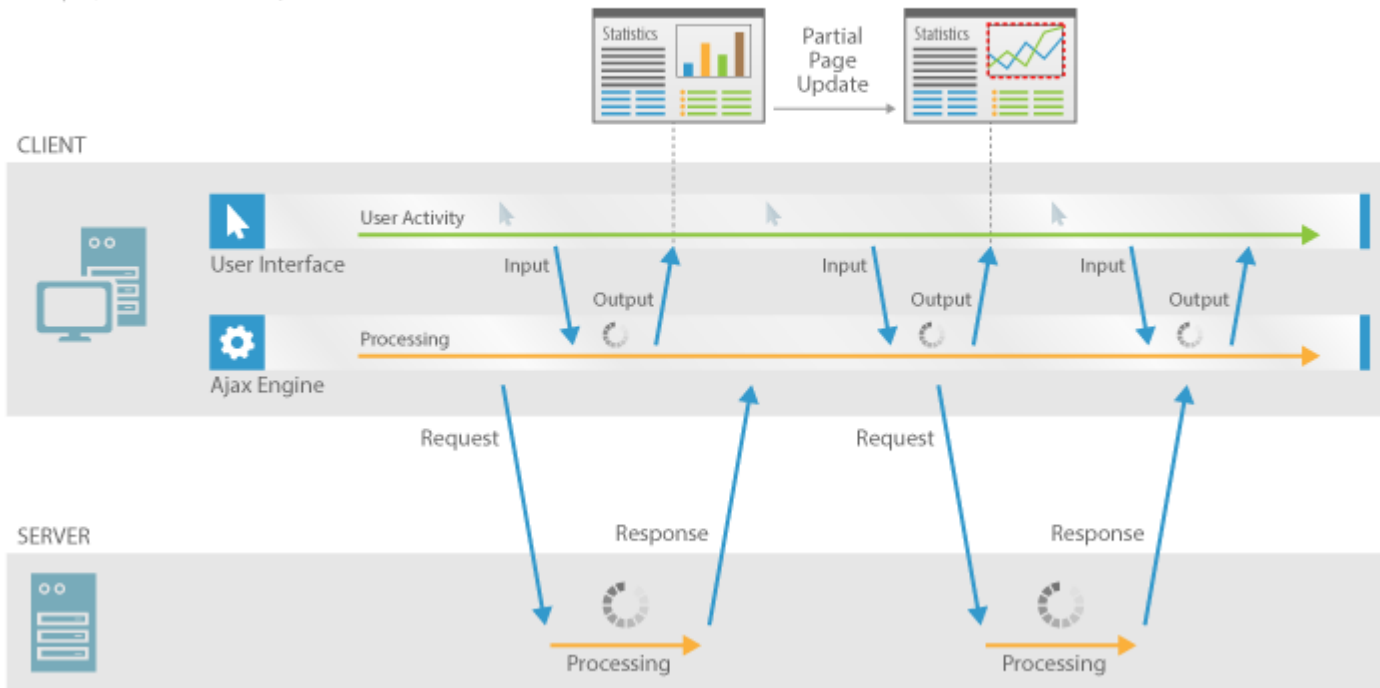 Statistics
Partial
Page
Update
Statistics
CLIENT
User Activity
User Interface
Input
Input
Input
Output
Output
Output
Processing
Ajax Engine
Request
Request
SERVER
Response
Response
Processing
Processing